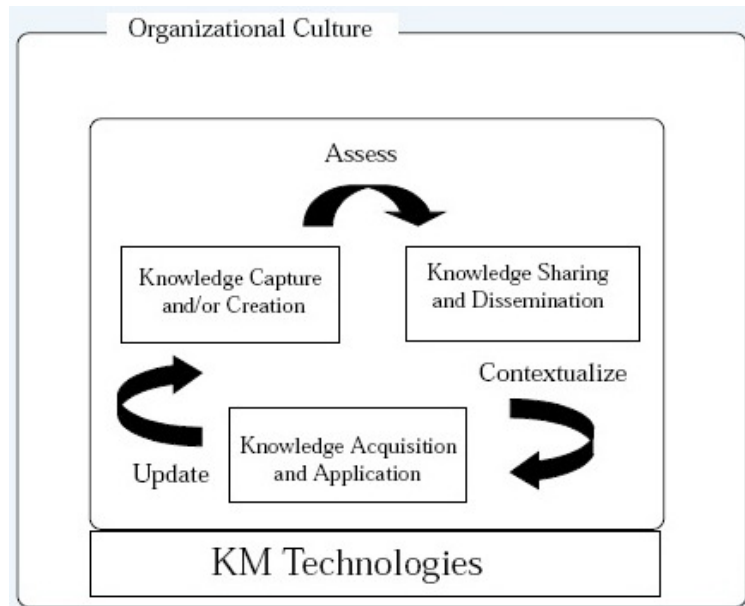 Organizational Culture
Assess
Knowledge Capture
and/or Creation
Knowledge Sharing
and Dissemination
Contextualize
Knowledge Acquisition
and Application
Update
KM Technologies